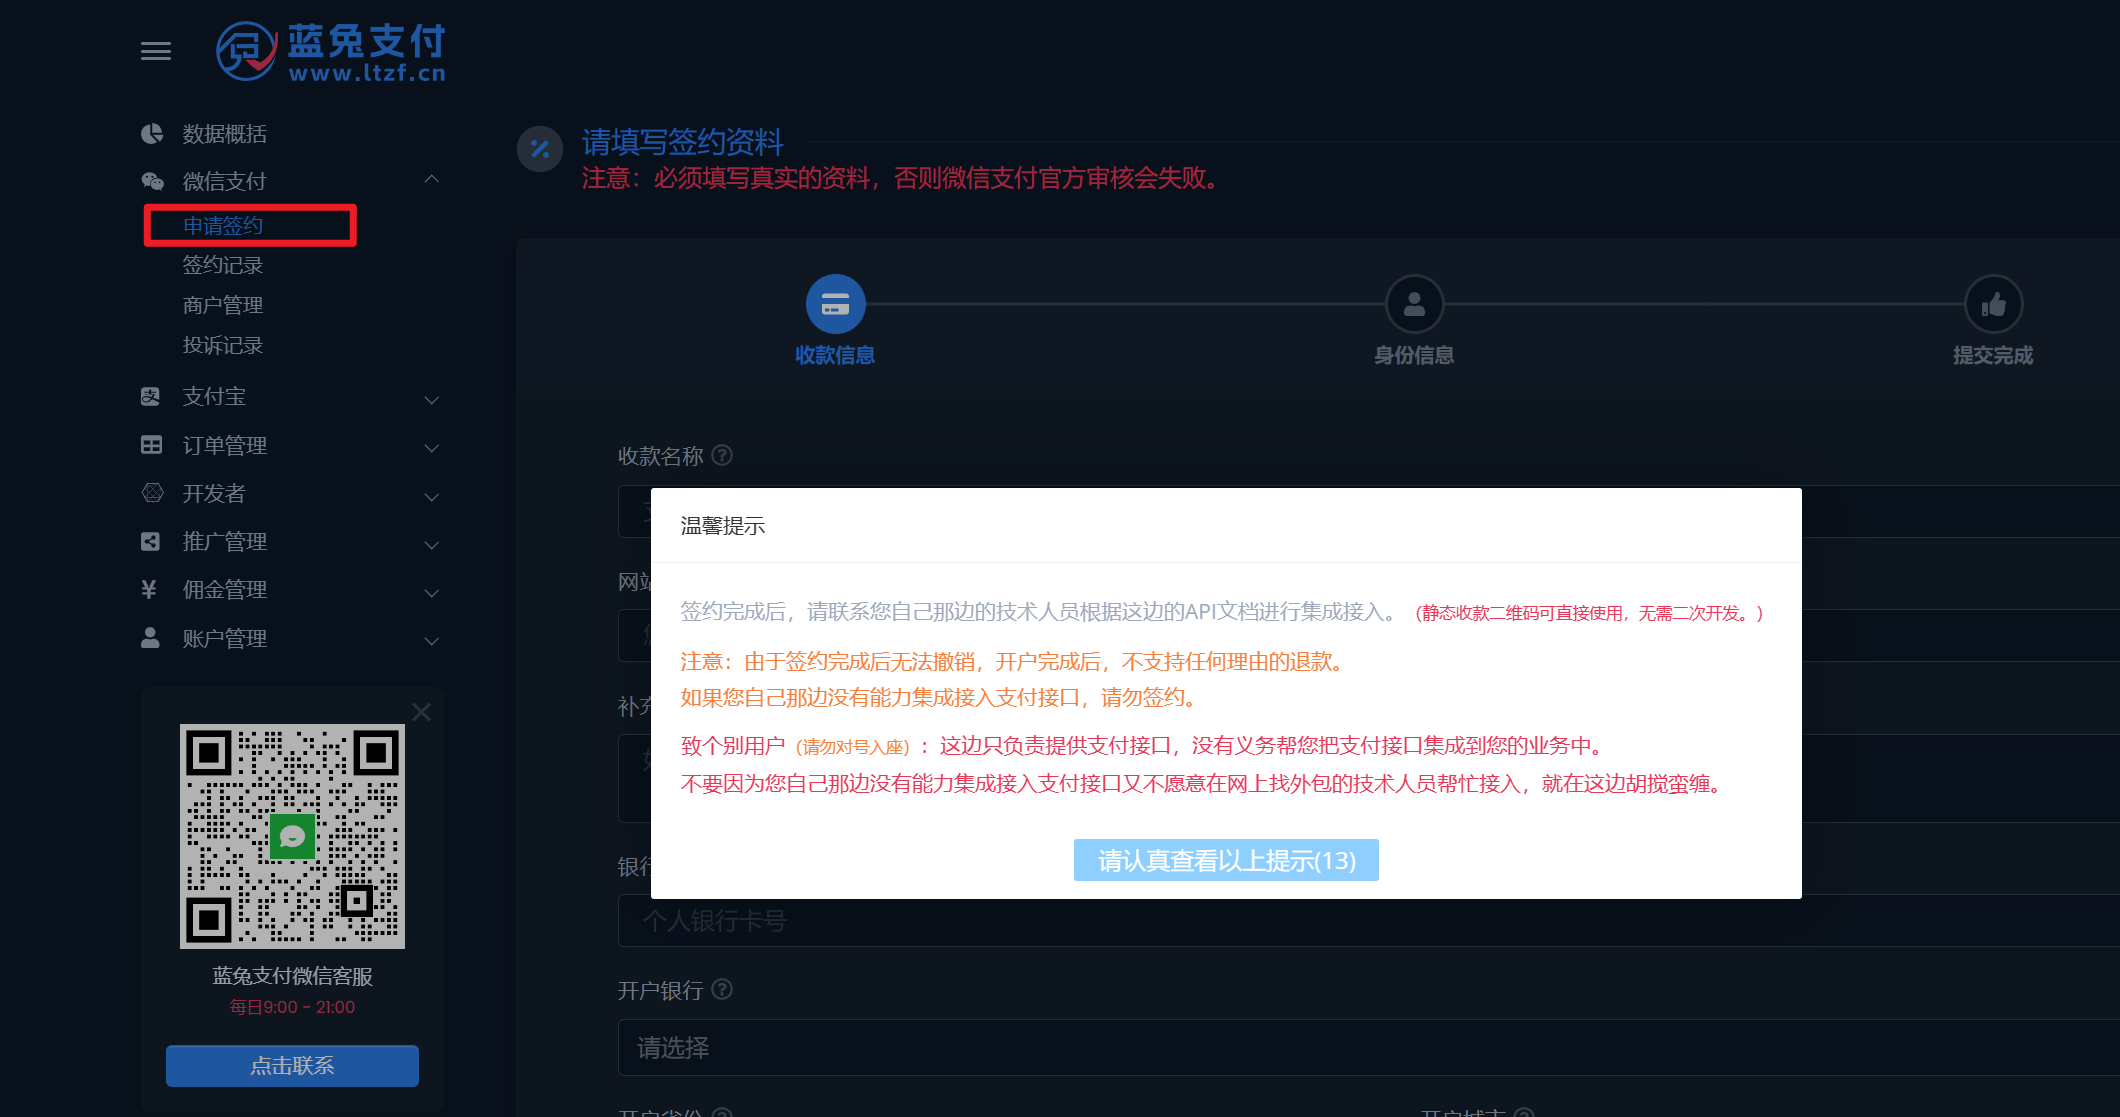 蓝兔支付
www.ltzf.cn
数据概括
微信支付
申请签约
签约记录
商户管理
投诉记录
支付宝
订单管理
开发者
推广管理
佣金管理
账户管理
蓝兔支付微信客服
每日9:00 - 21:00
点击联系
请填写签约资料
注意：必须填写真实的资料，否则微信支付官方审核会失败。
收款信息
身份信息
提交完成
收款名称
网站
补充
银行
个人银行卡号
开户银行
请选择
开户省份
开户城市
温馨提示
签约完成后，请联系您自己那边的技术人员根据这边的API文档进行集成接入。（静态收款二维码可直接使用，无需二次开发。）
注意：由于签约完成后无法撤销，开户完成后，不支持任何理由的退款。
如果您自己那边没有能力集成接入支付接口，请勿签约。
致个别用户（请勿对号入座）：这边只负责提供支付接口，没有义务帮您把支付接口集成到您的业务中。
不要因为您自己那边没有能力集成接入支付接口又不愿意在网上找外包的技术人员帮忙接入，就在这边胡搅蛮缠。
请认真查看以上提示(13)